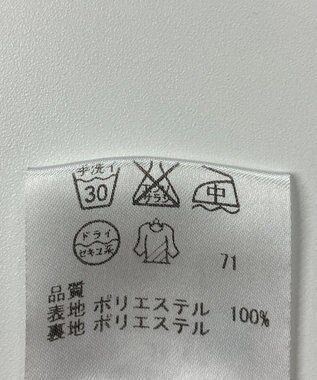 手洗イ
30
エンソ
サラシ
中
ドライ
セキユ系
71
品質
表地 ポリエステル 100%
裏地 ポリエステル